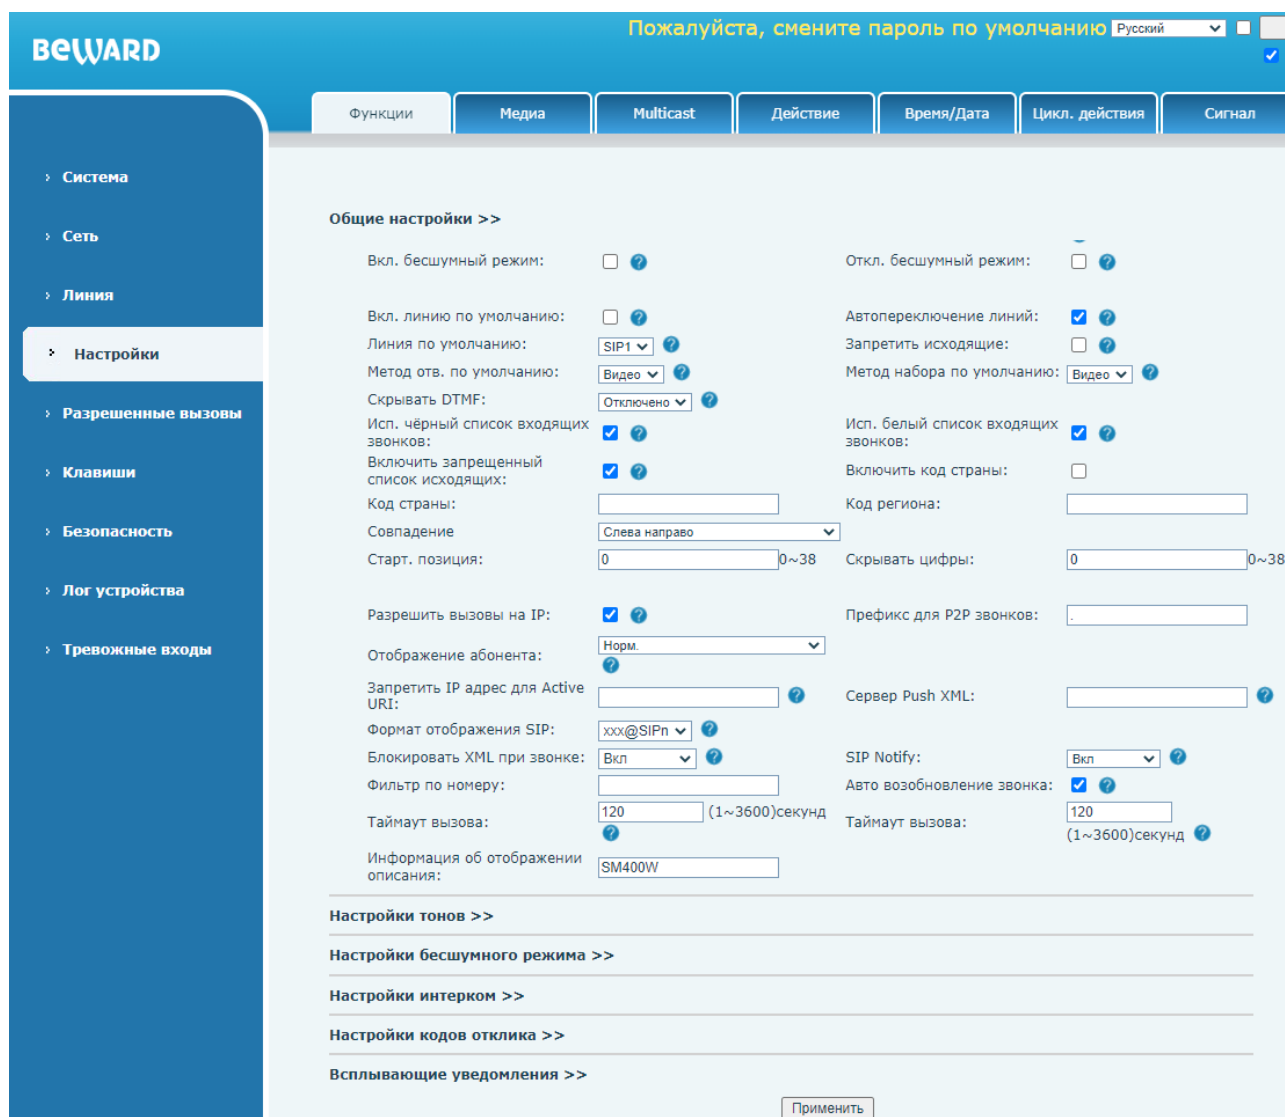 BEWARD
Пожалуйста, смените пароль по умолчанию Русский
Функции Медиа Multicast Действие Время/Дата Цикл. действия Сигнал
Система
Сеть
Линия
Настройки
Разрешенные вызовы
Клавиши
Безопасность
Лог устройства
Тревожные входы
Общие настройки >>
Вкл. бесшумный режим: Откл. бесшумный режим:
Вкл. линию по умолчанию: Автопереключение линий:
Линия по умолчанию: SIP1 Запретить исходящие:
Метод отв. по умолчанию: Видео Метод набора по умолчанию: Видео
Скрывать DTMF: Отключено
Исп. чёрный список входящих
звонков:
Исп. белый список входящих
звонков:
Включить запрещенный
список исходящих:
Включить код страны:
Код страны: Код региона:
Совпадение Слева направо
Старт. позиция: 0 0~38 Скрывать цифры: 0 0~38
Разрешить вызовы на IP: Префикс для P2P звонков: .
Отображение абонента: Норм.
Запретить IP адрес для Active
URI:
Сервер Push XML:
Формат отображения SIP: xxx@SIPn
Блокировать XML при звонке: Вкл SIP Notify: Вкл
Фильтр по номеру: Авто возобновление звонка:
Таймаут вызова: 120 (1~3600)секунд Таймаут вызова: 120
(1~3600)секунд
Информация об отображении
описания: SM400W
Настройки тонов >>
Настройки бесшумного режима >>
Настройки интерком >>
Настройки кодов отклика >>
Всплывающие уведомления >>
Применить